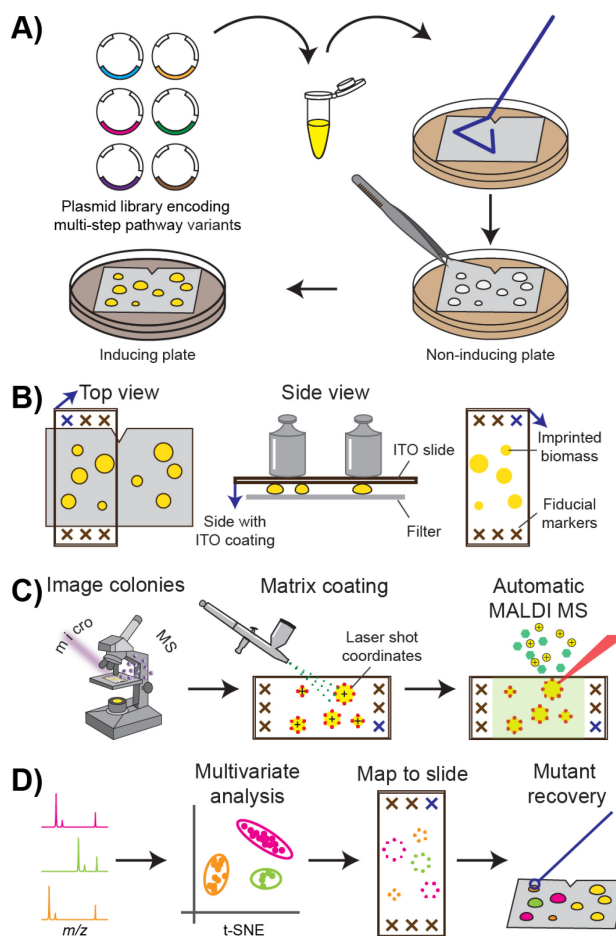 A)
Plasmid library encoding
multi-step pathway variants
Inducing plate
Non-inducing plate
B)
Top view
Side view
ITO slide
Imprinted
biomass
Side with
ITO coating
Filter
Fiducial
markers
C)
Image colonies
Matrix coating
Automatic
MALDI MS
micro
MS
Laser shot
coordinates
D)
Multivariate
analysis
Map to slide
Mutant
recovery
m/z
t-SNE